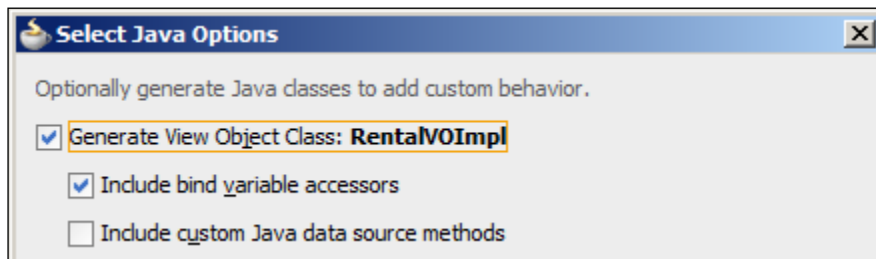 Select Java Options
Optionally generate Java classes to add custom behavior.
Generate View Object Class: RentalVOImpl
Include bind variable accessors
Include custom Java data source methods